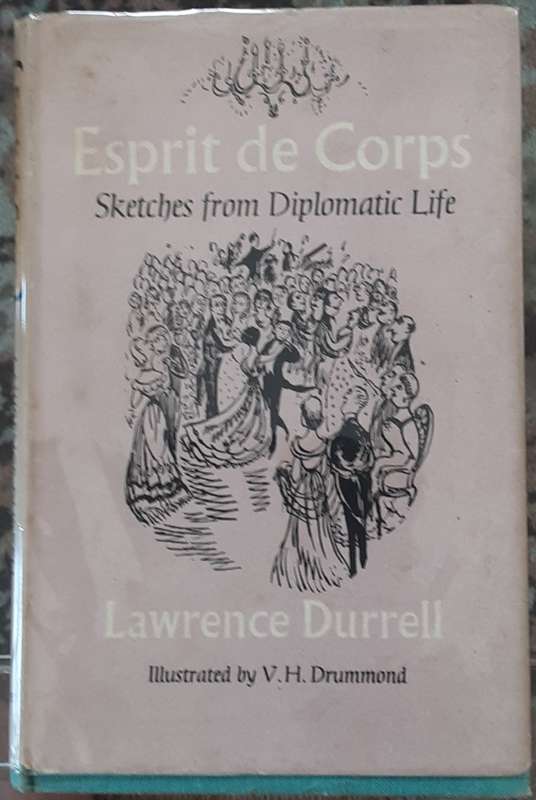 Esprit de Corps
Sketches from Diplomatic Life
Lawrence Durrell
Illustrated by V. H. Drummond